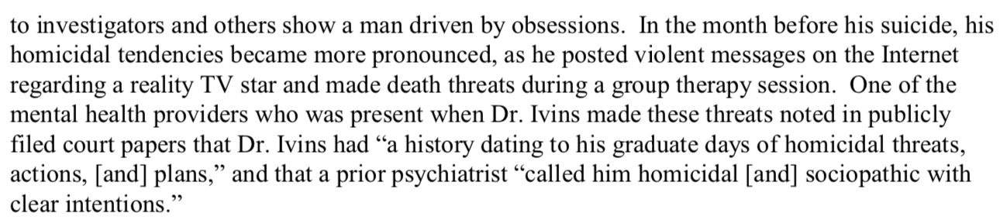 to investigators and others show a man driven by obsessions.  In the month before his suicide, his
homicidal tendencies became more pronounced, as he posted violent messages on the Internet
regarding a reality TV star and made death threats during a group therapy session.  One of the
mental health providers who was present when Dr. Ivins made these threats noted in publicly
filed court papers that Dr. Ivins had “a history dating to his graduate days of homicidal threats,
actions, [and] plans,” and that a prior psychiatrist “called him homicidal [and] sociopathic with
clear intentions.”